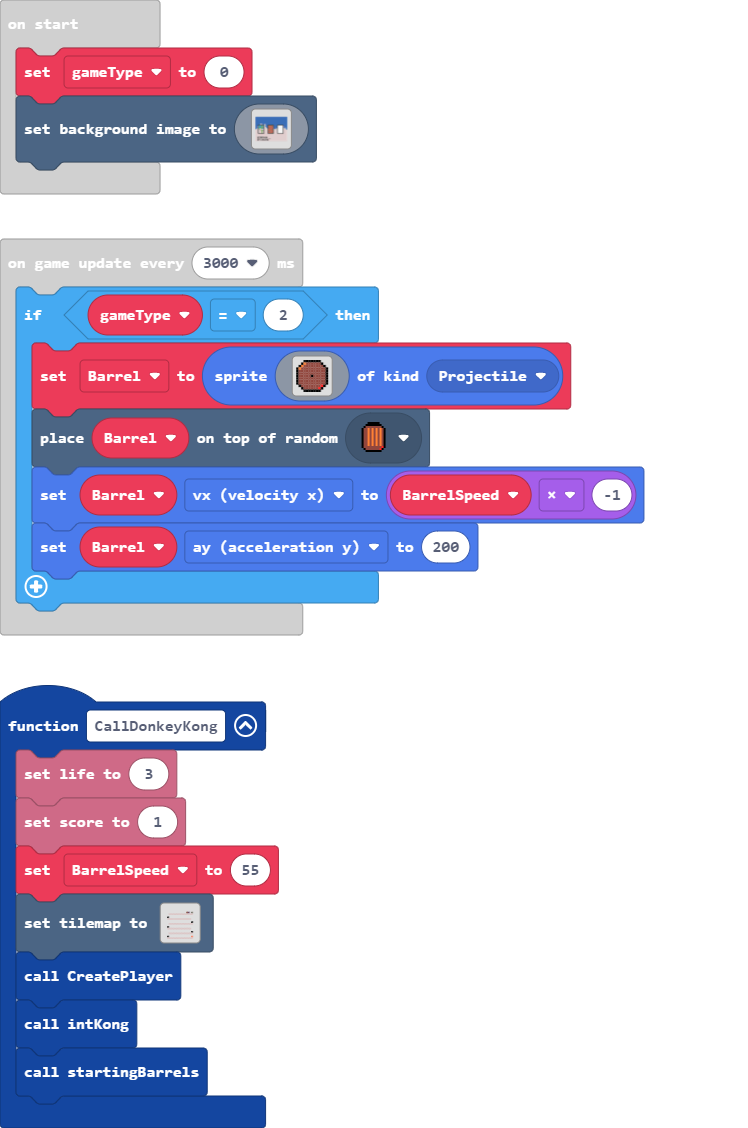 on start
set gameType to 0
set background image to
on game update every 3000 ms
if gameType = 2 then
set Barrel to sprite of kind Projectile
place Barrel on top of random
set Barrel vx (velocity x) to BarrelSpeed × -1
set Barrel ay (acceleration y) to 200
function CallDonkeyKong
set life to 3
set score to 1
set BarrelSpeed to 55
set tilemap to
call CreatePlayer
call intKong
call startingBarrels